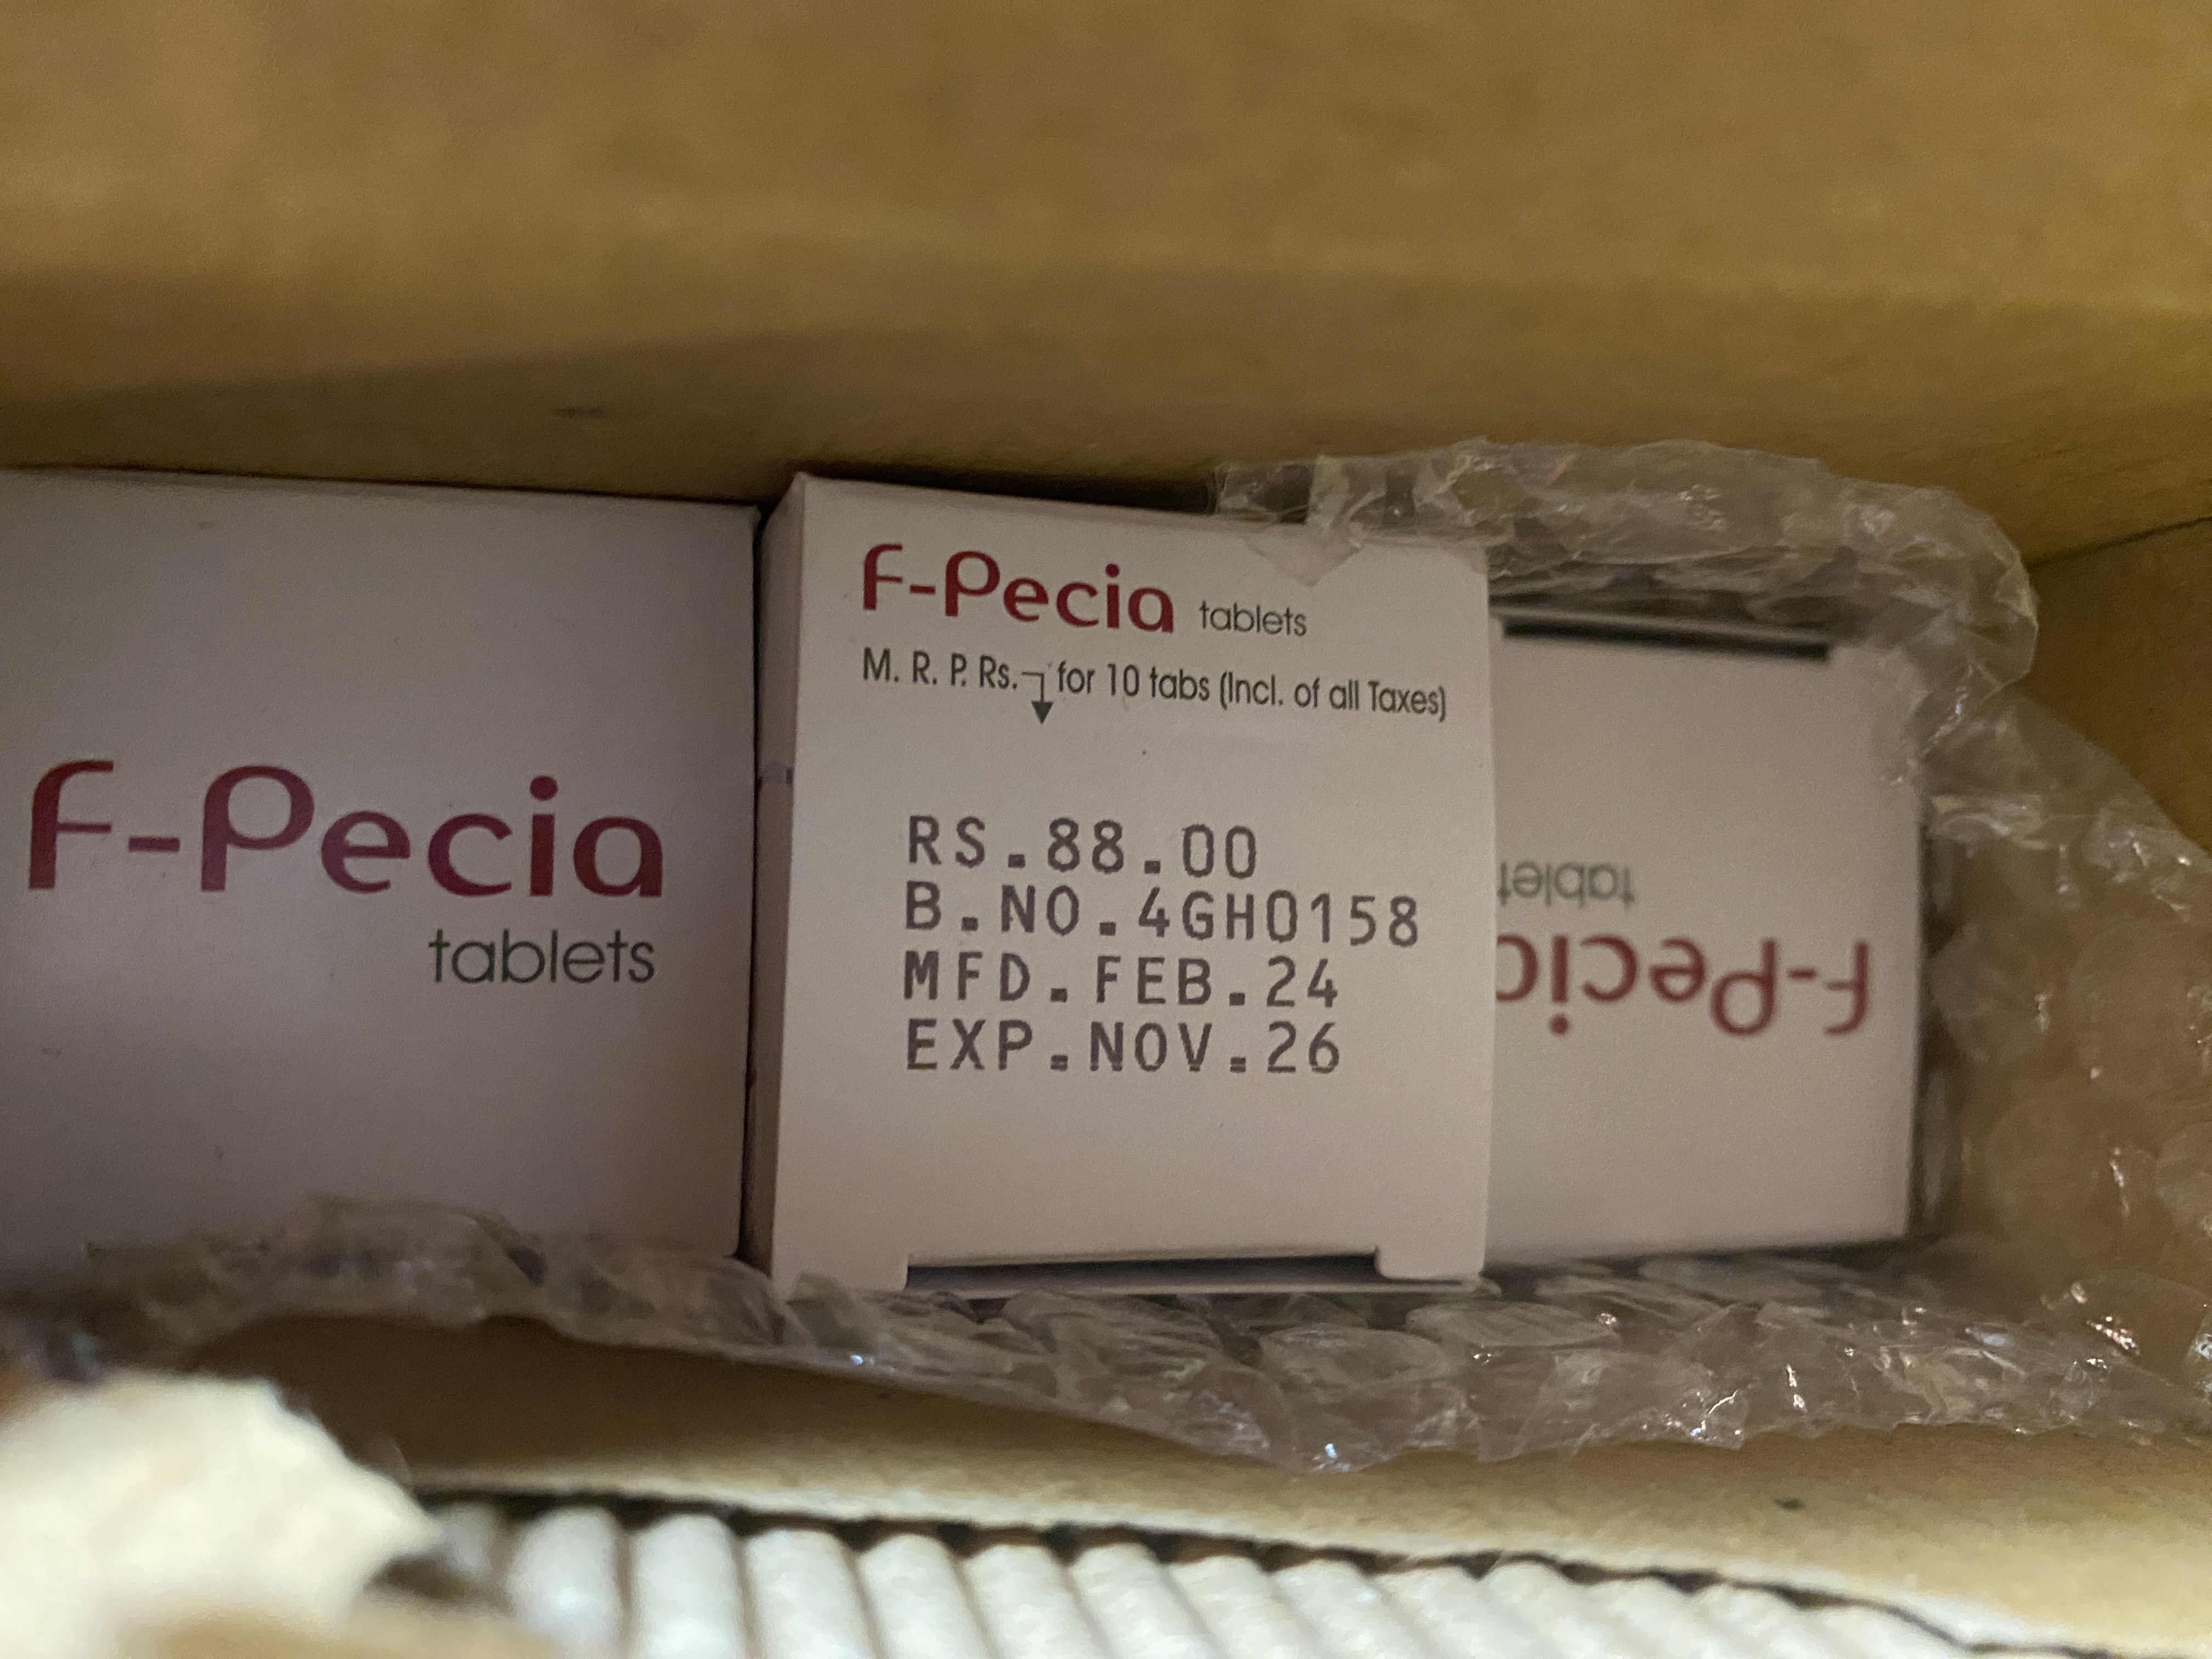 F-Pecia
tablets
F-Pecia tablets
M. R. P. Rs. for 10 tabs (Incl. of all Taxes)
RS.88.00
B.NO.4GH0158
MFD.FEB.24
EXP.NOV.26
F-Pecia
tablet